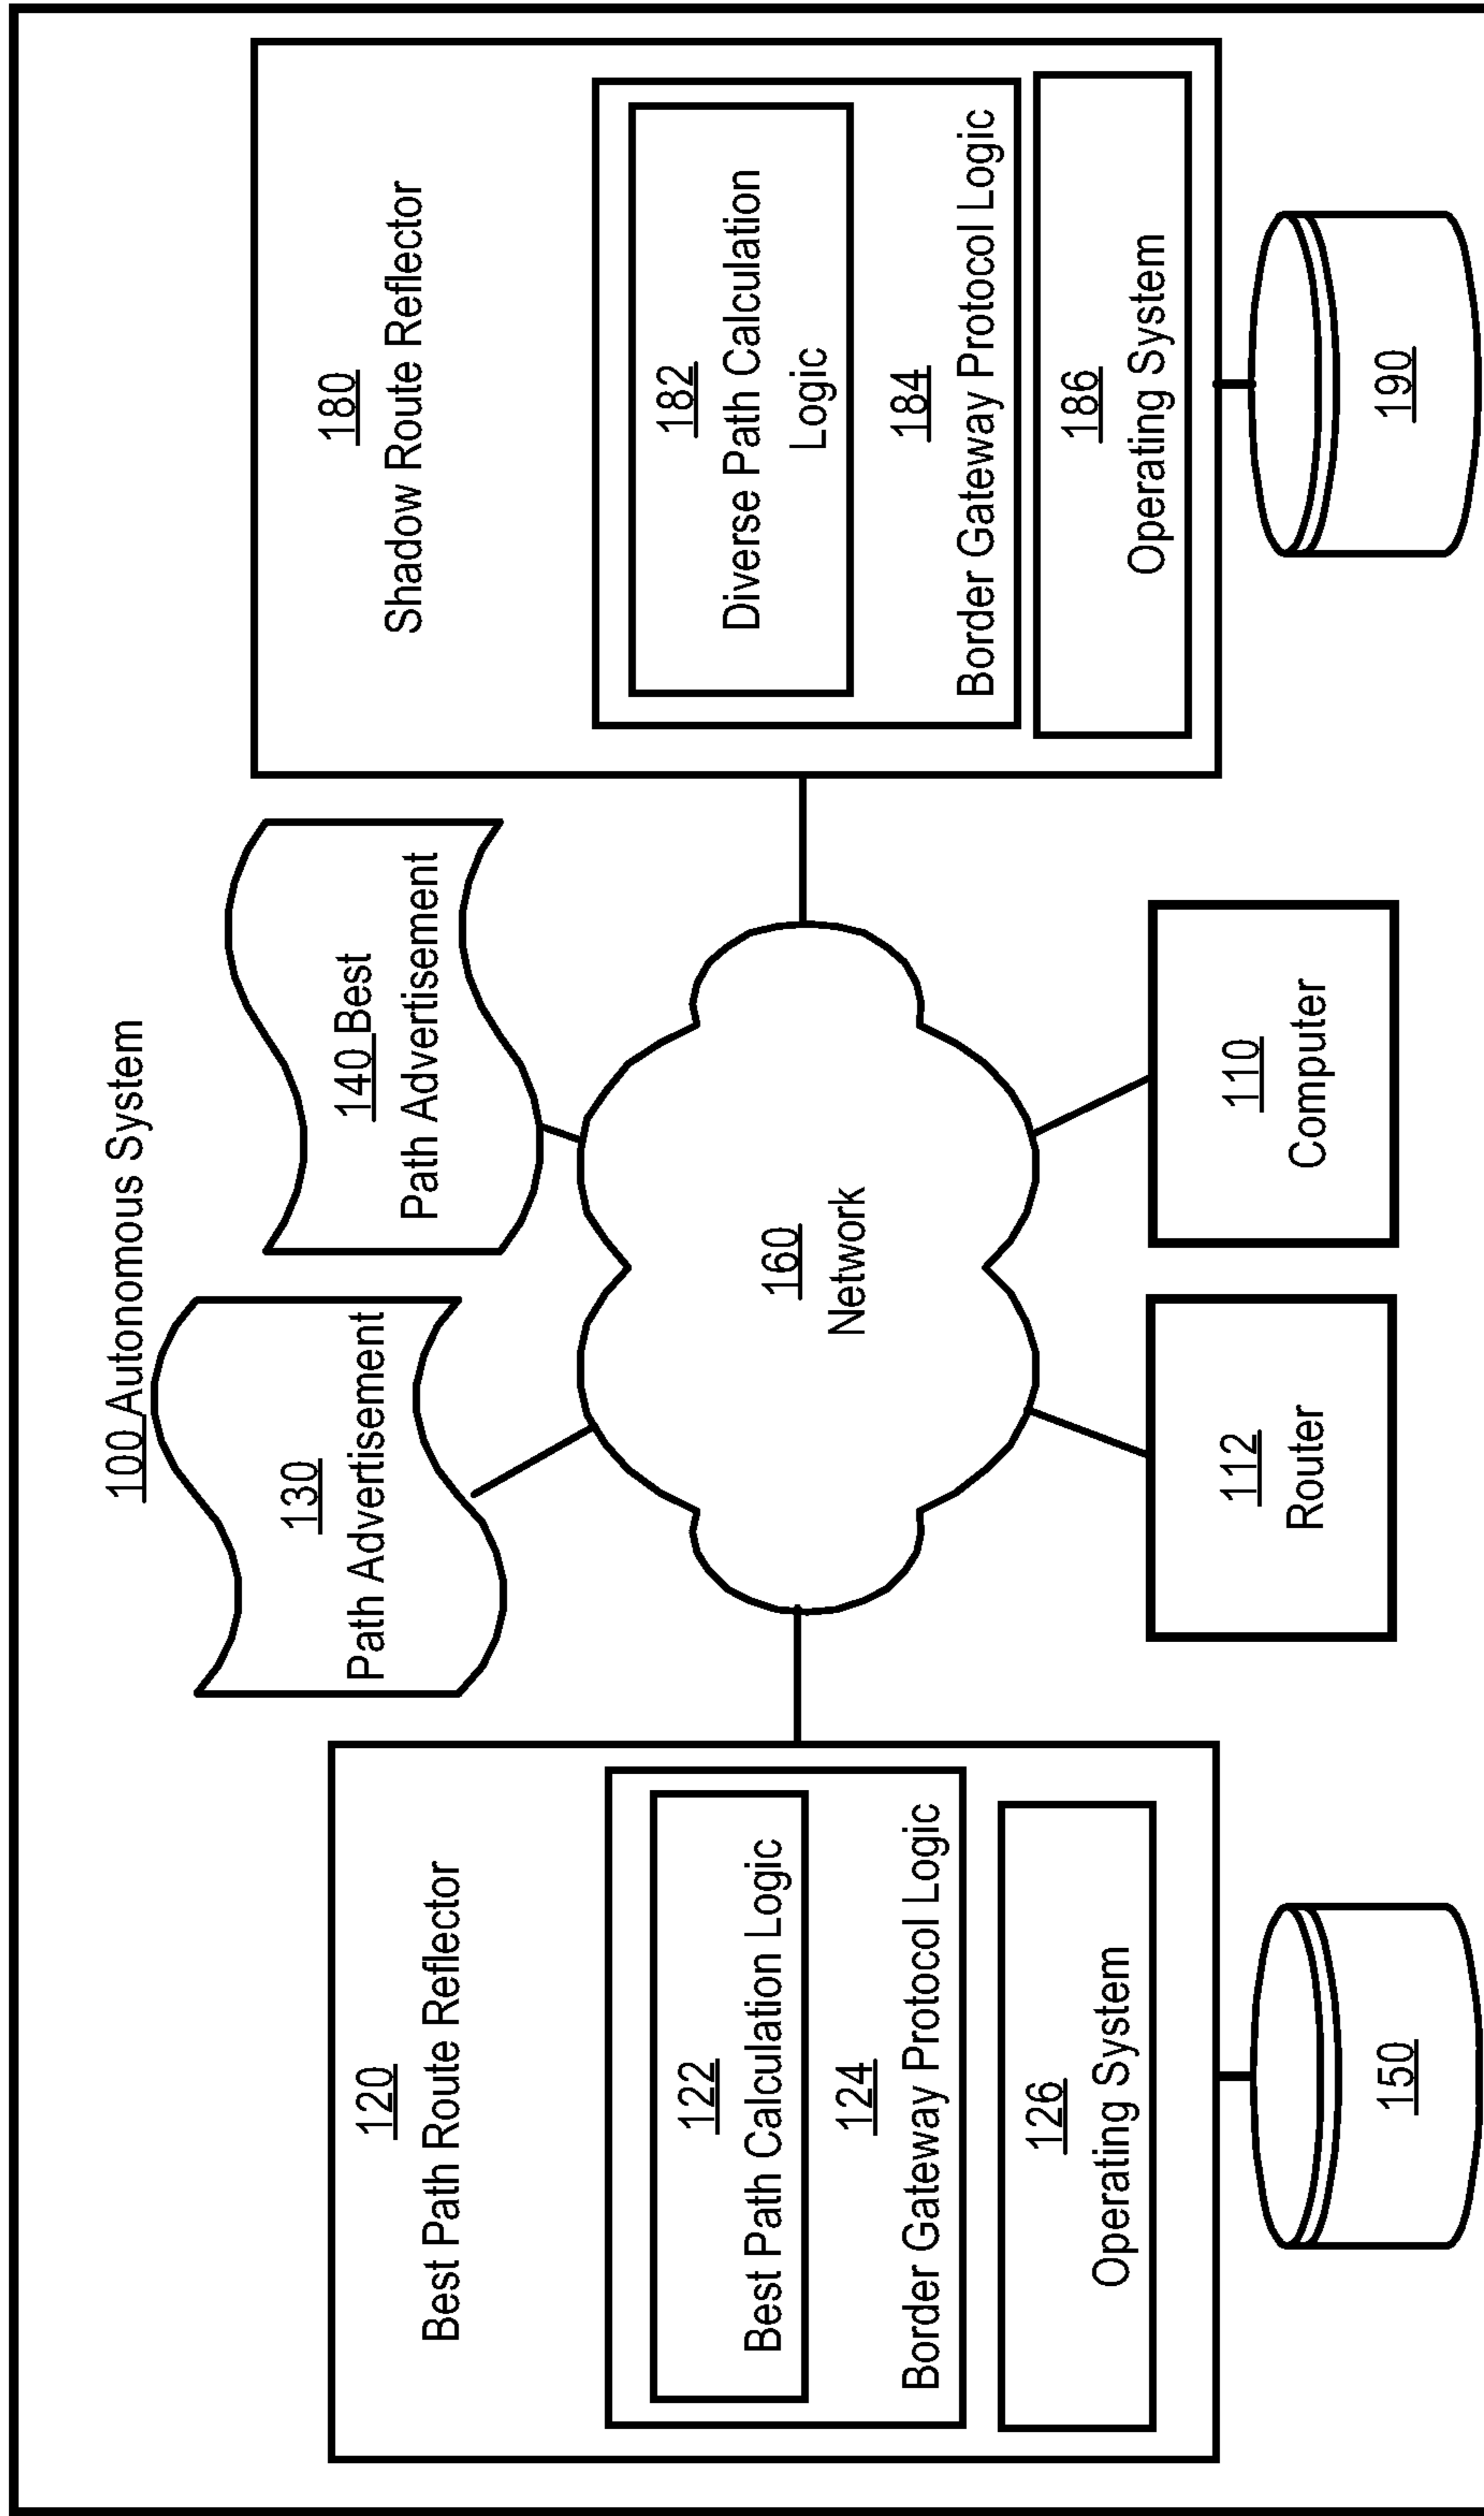 100 Autonomous System
120
Best Path Route Reflector
122
Best Path Calculation Logic
124
Border Gateway Protocol Logic
126
Operating System
150
130
Path Advertisement
140 Best
Path Advertisement
160
Network
112
Router
110
Computer
180
Shadow Route Reflector
182
Diverse Path Calculation
Logic
184
Border Gateway Protocol Logic
186
Operating System
190